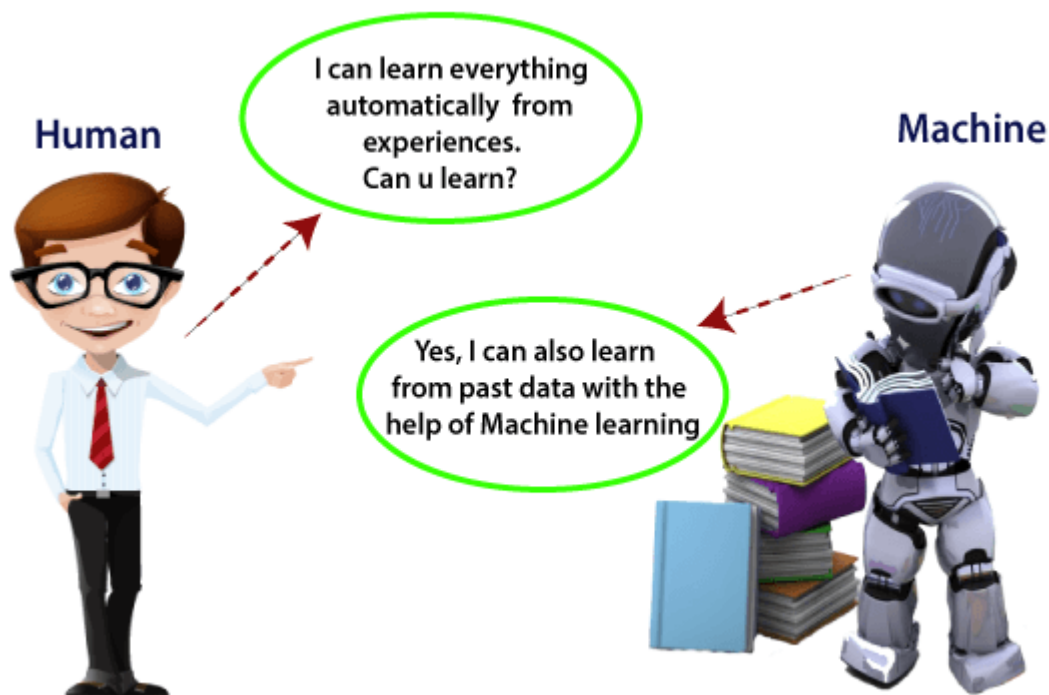 Human
I can learn everything
automatically from
experiences.
Can u learn?
Machine
Yes, I can also learn
from past data with the
help of Machine learning